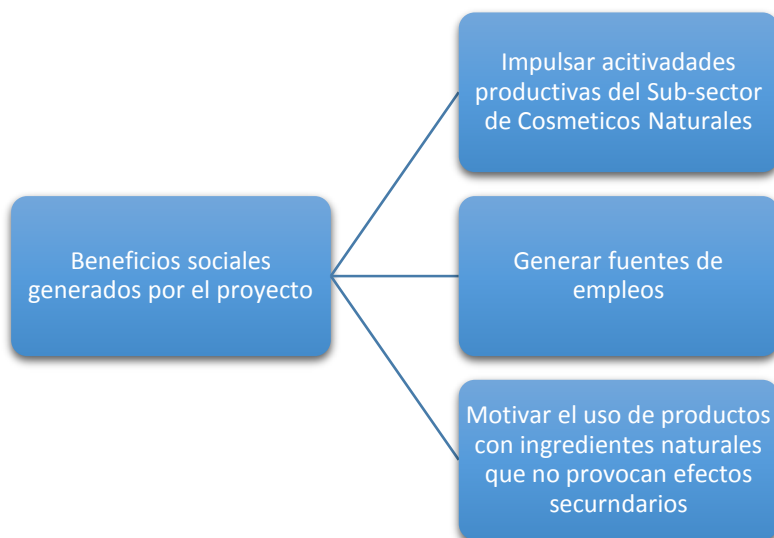 Beneficios sociales
generados por el proyecto
Impulsar acitivadades
productivas del Sub-sector
de Cosmeticos Naturales
Generar fuentes de
empleos
Motivar el uso de productos
con ingredientes naturales
que no provocan efectos
securndarios